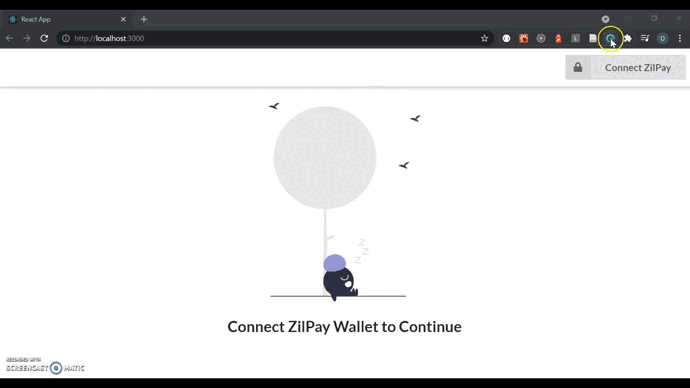 React App
http://localhost:3000
Connect ZilPay
z
z
z
Connect ZilPay Wallet to Continue
RECORDED WITH
SCREENCAST MATIC